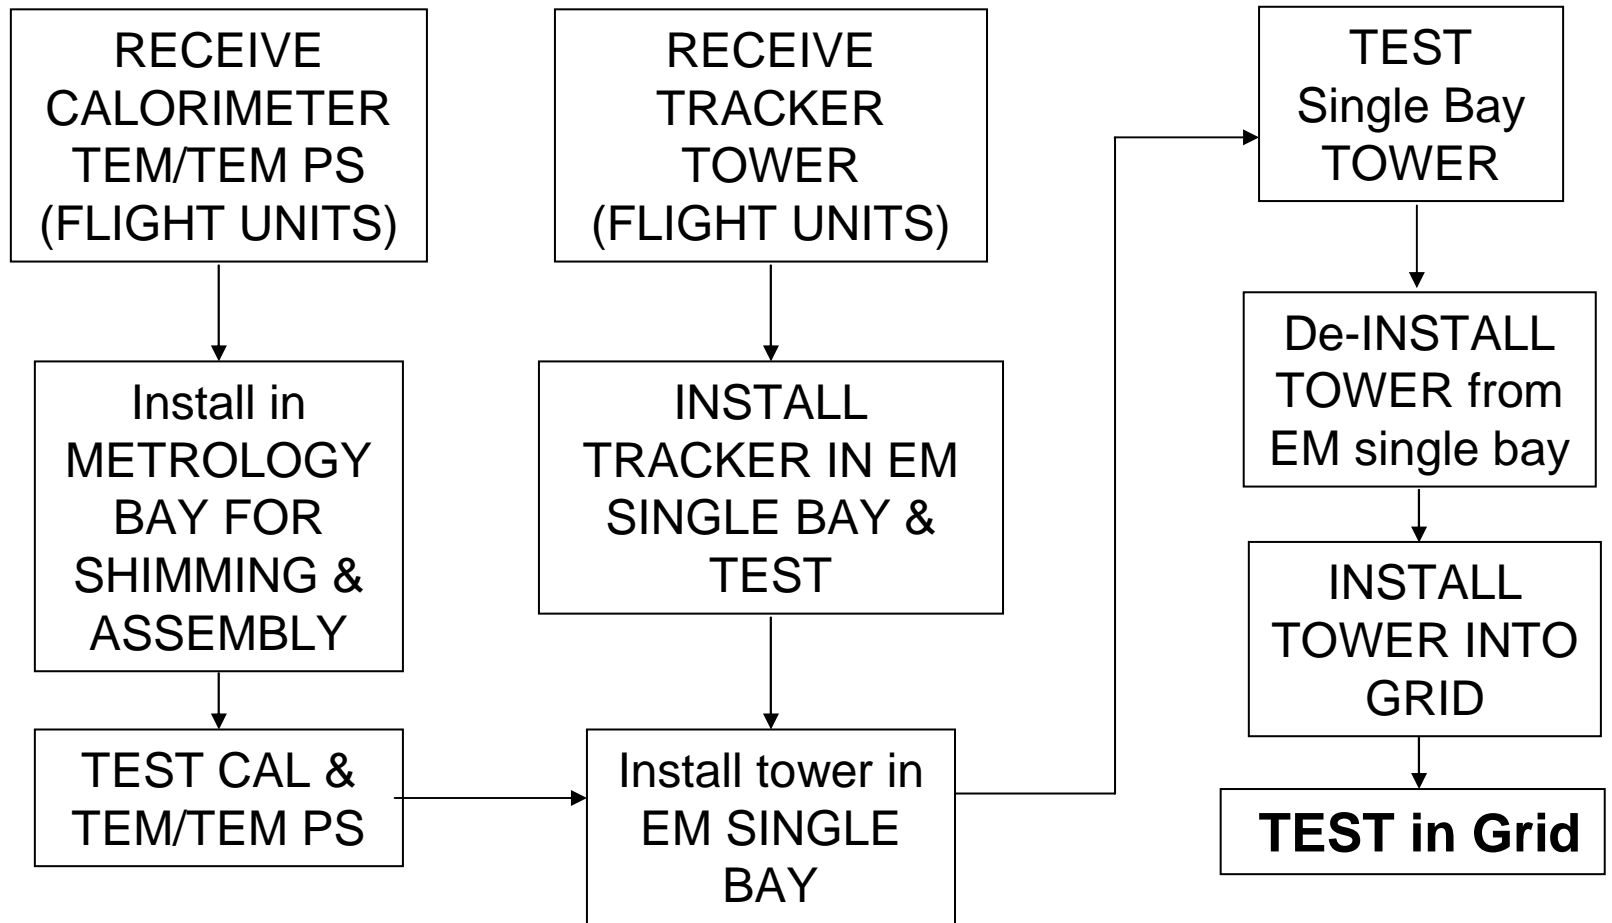 RECEIVE
CALORIMETER
TEM/TEM PS
(FLIGHT UNITS)
Install in
METROLOGY
BAY FOR
SHIMMING &
ASSEMBLY
TEST CAL &
TEM/TEM PS
RECEIVE
TRACKER
TOWER
(FLIGHT UNITS)
INSTALL
TRACKER IN EM
SINGLE BAY &
TEST
Install tower in
EM SINGLE
BAY
TEST
Single Bay
TOWER
De-INSTALL
TOWER from
EM single bay
INSTALL
TOWER INTO
GRID
TEST in Grid